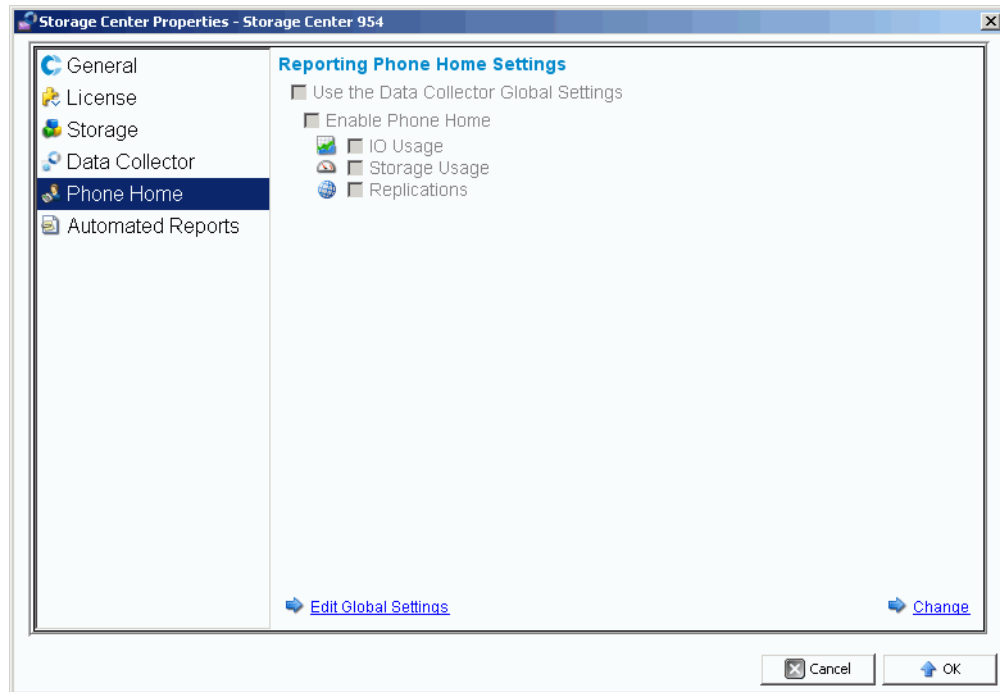 Storage Center Properties - Storage Center 954
General
License
Storage
Data Collector
Phone Home
Automated Reports
Reporting Phone Home Settings
Use the Data Collector Global Settings
Enable Phone Home
IO Usage
Storage Usage
Replications
Edit Global Settings
Change
Cancel
OK